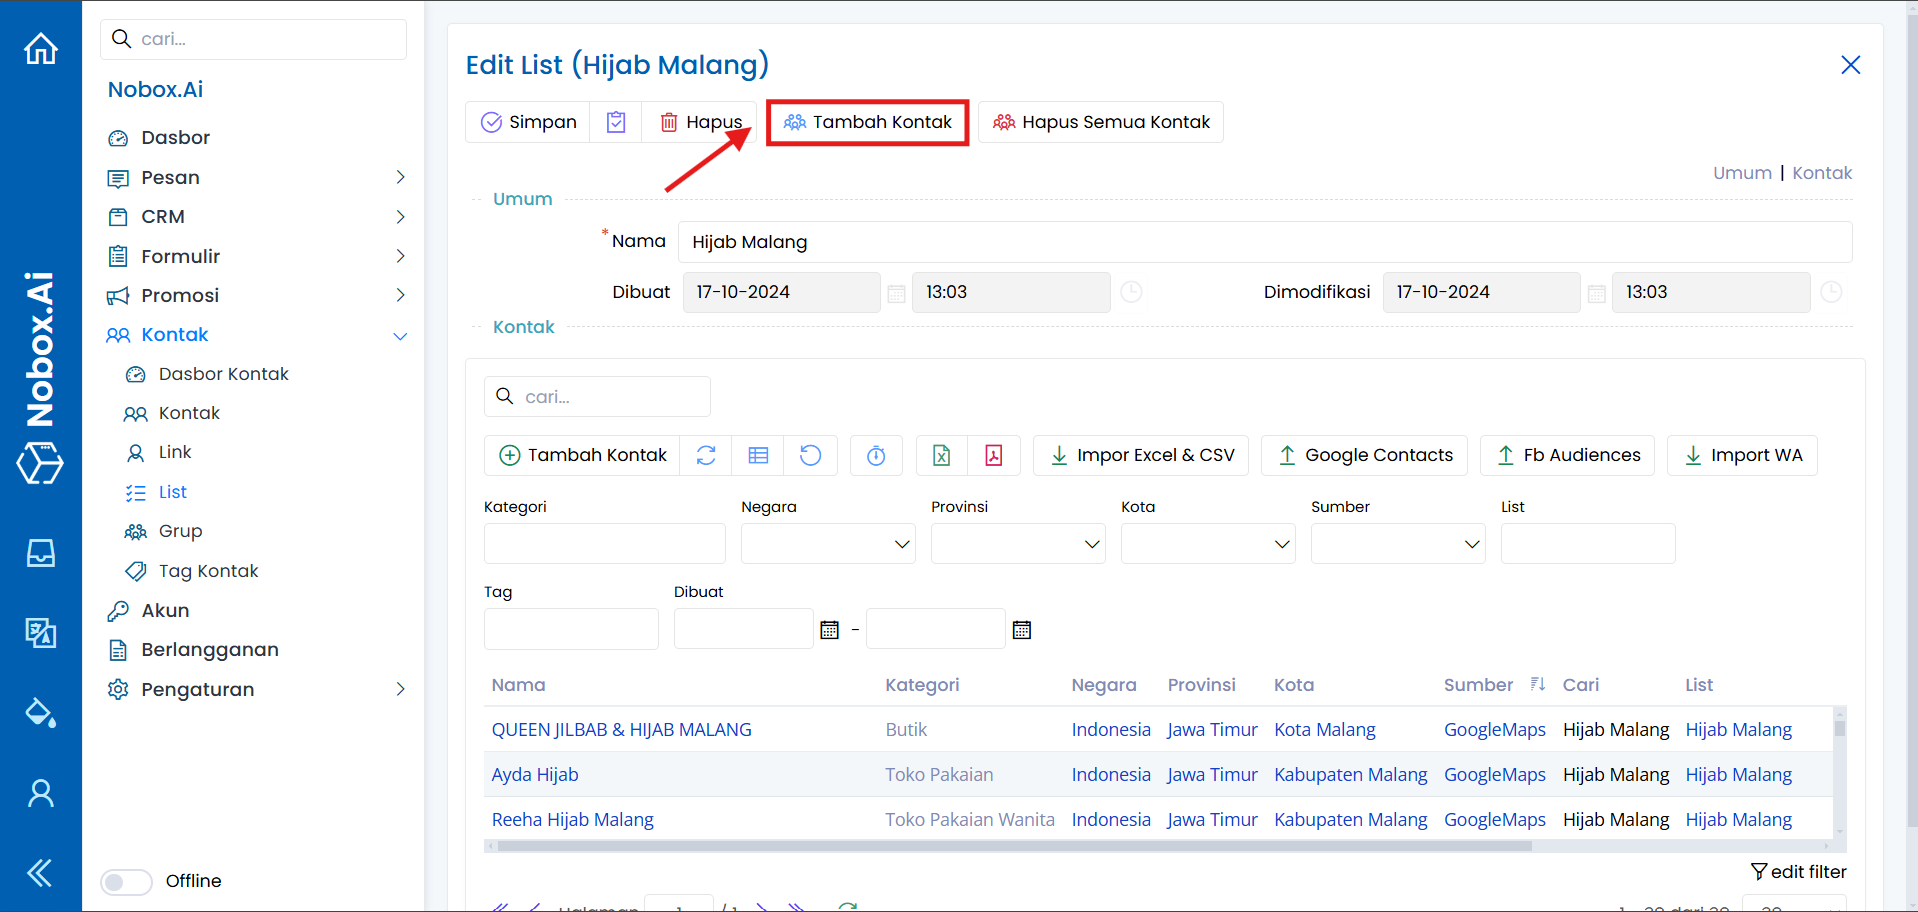 Nobox.Ai
cari...
Nobox.Ai
Dasbor
Pesan
CRM
Formulir
Promosi
Kontak
Dasbor Kontak
Kontak
Link
List
Grup
Tag Kontak
Akun
Berlangganan
Pengaturan
Offline
Edit List (Hijab Malang)
Simpan Hapus Tambah Kontak Hapus Semua Kontak
Umum | Kontak
Umum
* Nama Hijab Malang
Dibuat 17-10-2024 13:03 Dimodifikasi 17-10-2024 13:03
Kontak
cari...
Tambah Kontak Impor Excel & CSV Google Contacts Fb Audiences Import WA
Kategori Negara Provinsi Kota Sumber List
Tag Dibuat
-
Nama Kategori Negara Provinsi Kota Sumber Cari List
QUEEN JILBAB & HIJAB MALANG Butik Indonesia Jawa Timur Kota Malang GoogleMaps Hijab Malang Hijab Malang
Ayda Hijab Toko Pakaian Indonesia Jawa Timur Kabupaten Malang GoogleMaps Hijab Malang Hijab Malang
Reeha Hijab Malang Toko Pakaian Wanita Indonesia Jawa Timur Kabupaten Malang GoogleMaps Hijab Malang Hijab Malang
edit filter
Halaman